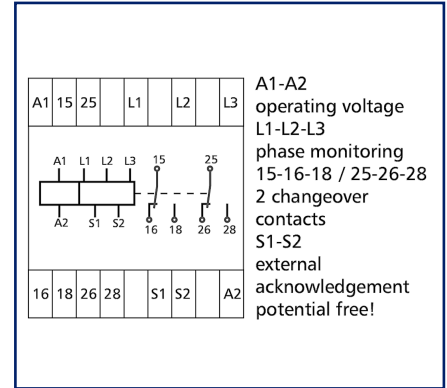 A1 15 25 L1 L2 L3
A1 L1 L2 L3 15 25
A2 S1 S2 16 18 26 28
16 18 26 28 S1 S2 A2
A1-A2
operating voltage
L1-L2-L3
phase monitoring
15-16-18 / 25-26-28
2 changeover
contacts
S1-S2
external
acknowledgement
potential free!